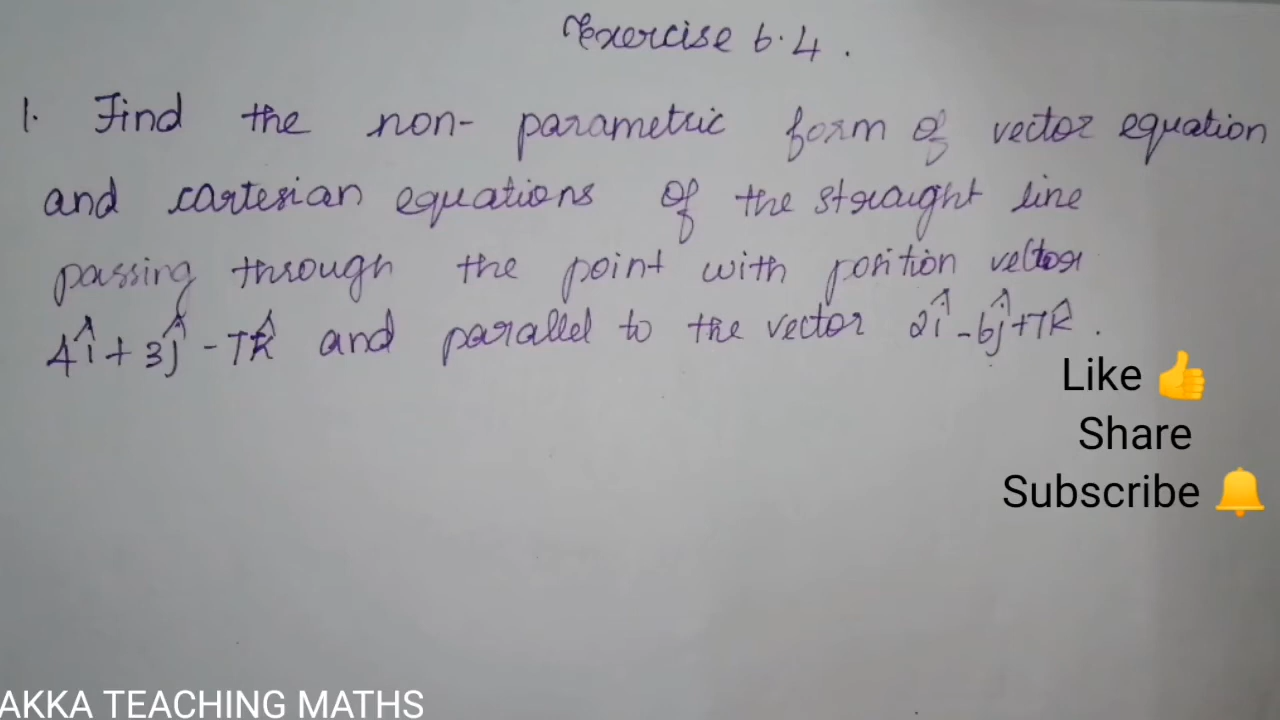 Exercise 6.4.
1. Find the non-parametric form of vector equation
and cartesian equations of the straight line
passing through the point with position vector
4î + 3ĵ - 7k̂ and parallel to the vector 2î - 6ĵ + 7k̂.
Like 👍
Share
Subscribe 🔔
AKKA TEACHING MATHS